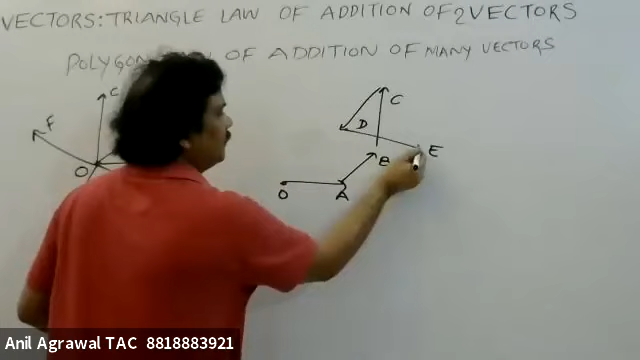 VECTORS: TRIANGLE LAW OF ADDITION OF 2 VECTORS
POLYGON OF ADDITION OF MANY VECTORS
C
F
C
D
E
B
O
O
A
Anil Agrawal TAC 8818883921